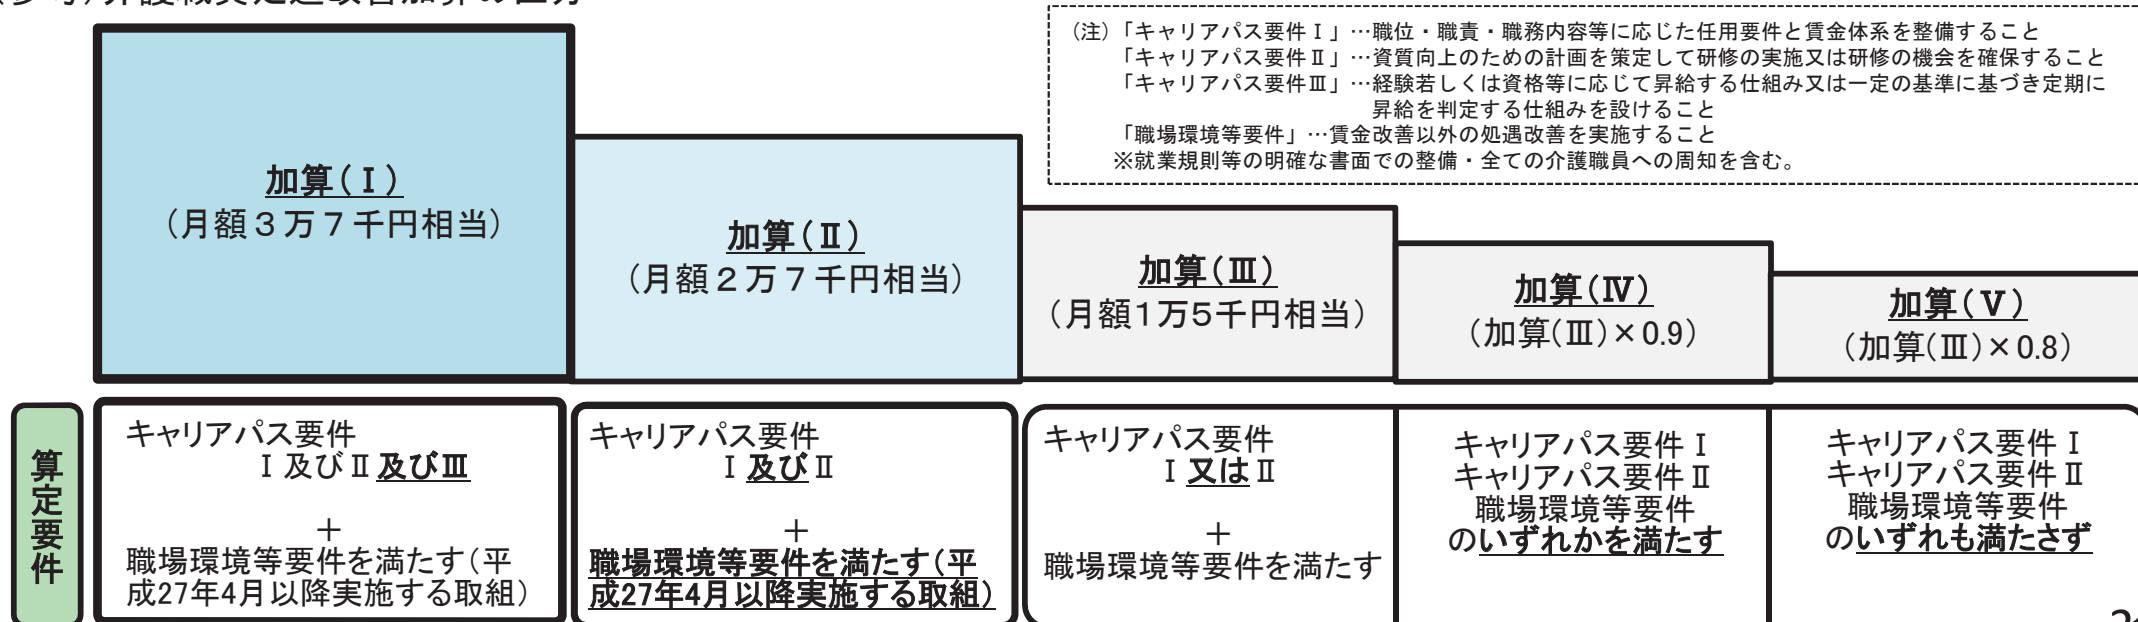 (注)「キャリアパス要件Ⅰ」…職位・職責・職務内容等に応じた任用要件と賃金体系を整備すること
「キャリアパス要件Ⅱ」…資質向上のための計画を策定して研修の実施又は研修の機会を確保すること
「キャリアパス要件Ⅲ」…経験若しくは資格等に応じて昇給する仕組み又は一定の基準に基づき定期に
昇給を判定する仕組みを設けること
「職場環境等要件」…賃金改善以外の処遇改善を実施すること
※就業規則等の明確な書面での整備・全ての介護職員への周知を含む。
加算(Ⅰ)
(月額3万7千円相当)
加算(Ⅱ)
(月額2万7千円相当)
加算(Ⅲ)
(月額1万5千円相当)
加算(Ⅳ)
(加算(Ⅲ)×0.9)
加算(Ⅴ)
(加算(Ⅲ)×0.8)
算定要件
キャリアパス要件
Ⅰ及びⅡ及びⅢ
+
職場環境等要件を満たす(平
成27年4月以降実施する取組)
キャリアパス要件
Ⅰ及びⅡ
+
職場環境等要件を満たす(平
成27年4月以降実施する取組)
キャリアパス要件
Ⅰ又はⅡ
+
職場環境等要件を満たす
キャリアパス要件Ⅰ
キャリアパス要件Ⅱ
職場環境等要件
のいずれかを満たす
キャリアパス要件Ⅰ
キャリアパス要件Ⅱ
職場環境等要件
のいずれも満たさず